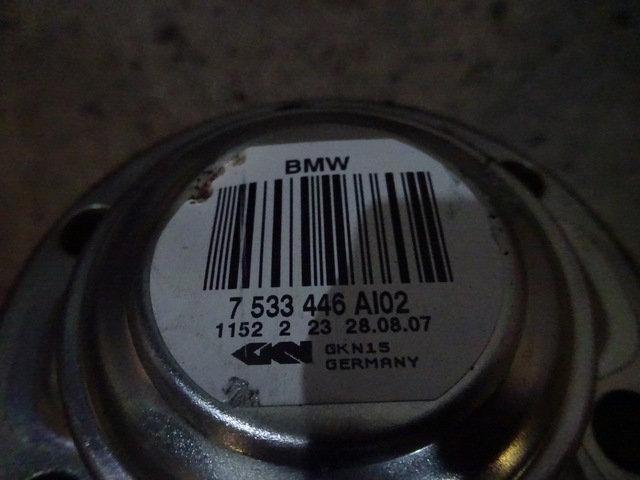 BMW
7 533 446 AI02
1152 2 23 28.08.07
GKN GKN15
GERMANY